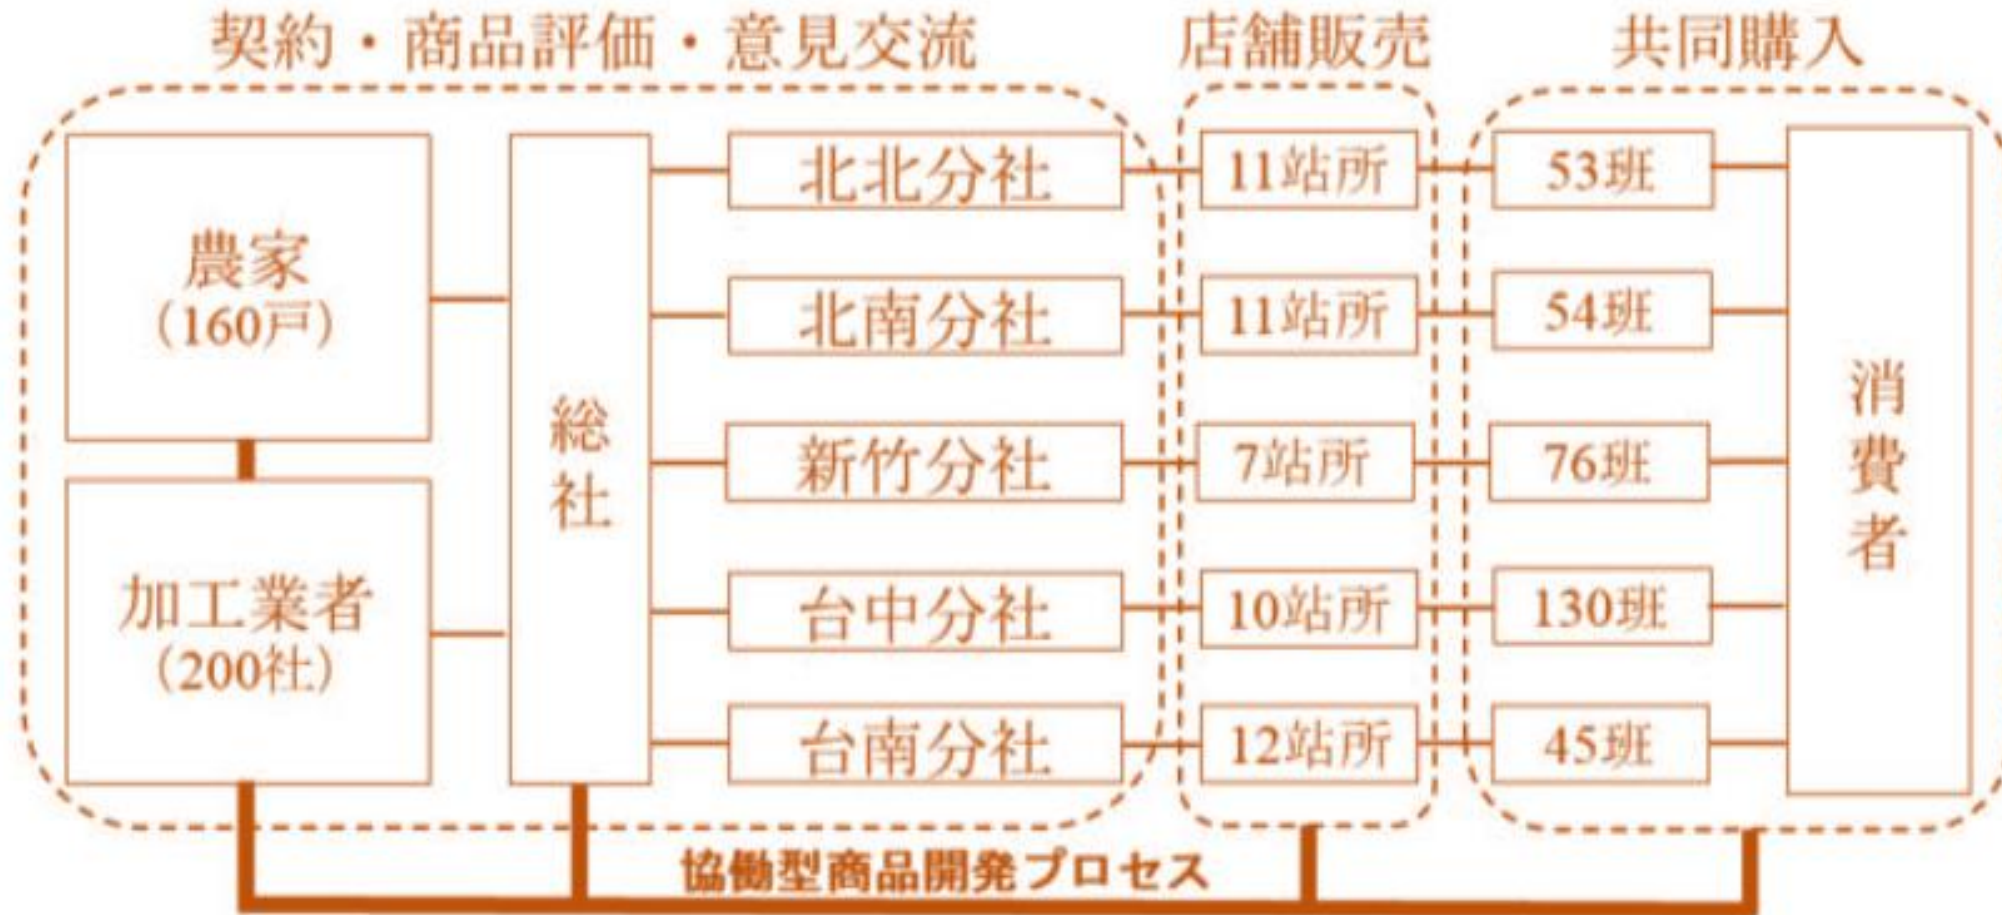 契約・商品評価・意見交流
店舗販売
共同購入
農家
（160戸）
加工業者
（200社）
総社
北北分社
11站所
53班
北南分社
11站所
54班
新竹分社
7站所
76班
台中分社
10站所
130班
台南分社
12站所
45班
消費者
協働型商品開発プロセス